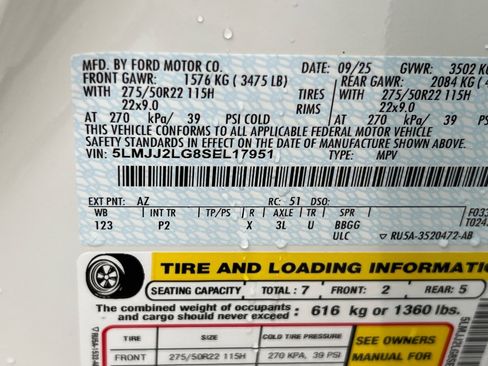 MFD. BY FORD MOTOR CO. DATE: 09/25 GVWR: 3502 KG
FRONT GAWR: 1576 KG ( 3475 LB) REAR GAWR: 2084 KG (
WITH 275/50R22 115H TIRES WITH 275/50R22 115H
22x9.0 RIMS 22x9.0
AT 270 kPa/ 39 PSI COLD AT 270 kPa/ 39 PSI
THIS VEHICLE CONFORMS TO ALL APPLICABLE FEDERAL MOTOR VEHICLE
SAFETY STANDARDS IN EFFECT ON THE DATE OF MANUFACTURE SHOWN
VIN: 5LMJJ2LG8SEL17951 TYPE: MPV
EXT PNT: AZ RC: 51 DSO:
WB INT TR TP/PS R AXLE TR SPR F033
123 P2 X 3L U BBGG
ULC ▽ RU5A-3520472-AB
TIRE AND LOADING INFORMATION
SEATING CAPACITY TOTAL : 7 FRONT : 2 REAR : 5
The combined weight of occupants and cargo should never exceed: 616 kg or 1360 lbs.
TIRE SIZE COLD TIRE PRESSURE SEE OWNERS
FRONT 275/50R22 115H 270 KPA, 39 PSI MANUAL FOR